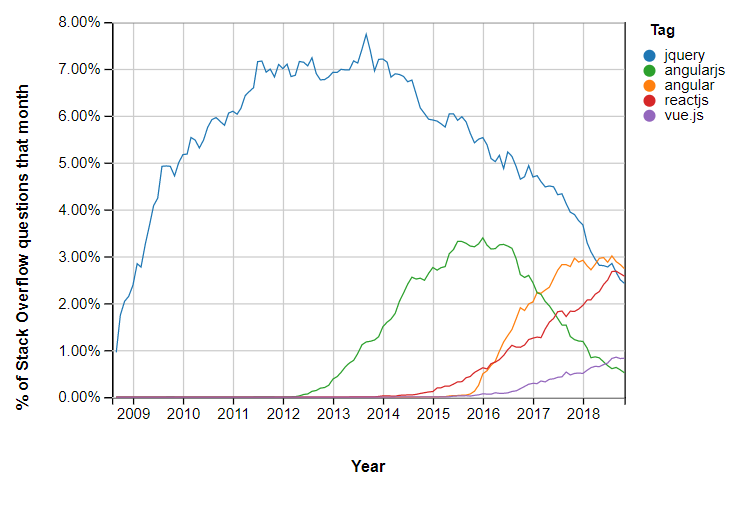 8.00%
7.00%
6.00%
5.00%
4.00%
3.00%
2.00%
1.00%
0.00%
% of Stack Overflow questions that month
2009 2010 2011 2012 2013 2014 2015 2016 2017 2018
Year
Tag
jquery
angularjs
angular
reactjs
vue.js